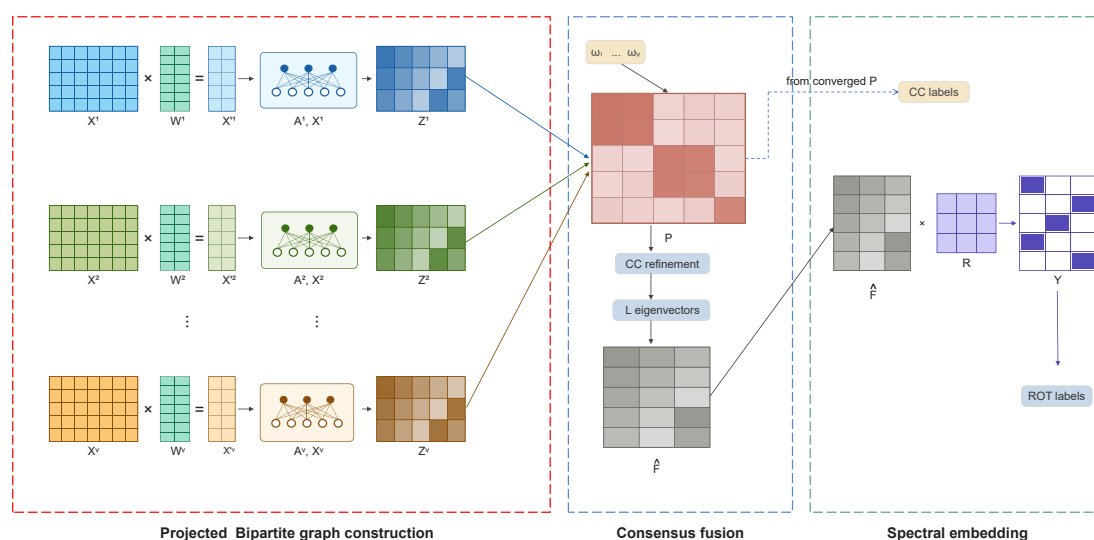 X¹
×
W¹
=
X'¹
A¹, X¹
Z¹
X²
×
W²
=
X'²
A², X²
Z²
...
...
Xᵛ
×
Wᵛ
=
X'ᵛ
Aᵛ, Xᵛ
Zᵛ
Projected Bipartite graph construction
ω₁ ... ωᵥ
P
CC refinement
L eigenvectors
F̂
Consensus fusion
from converged P
CC labels
F̂
×
R
Y
ROT labels
Spectral embedding